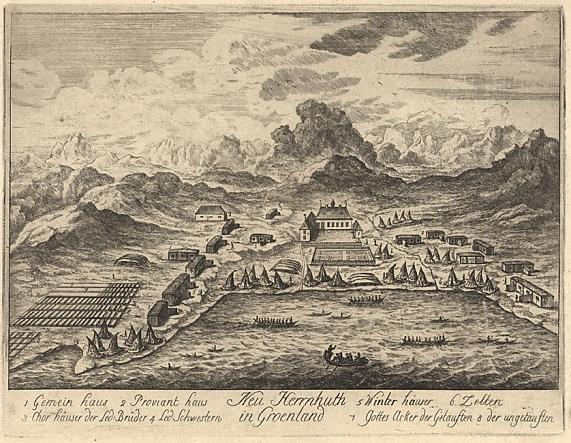 1 Gemein haus 2 Proviant haus
3 Chor häuser der Led Brüder 4 Led Schwestern
Neu Herrnhuth
in Groenland
5 Winter häuser 6 Zelten
7 Gottes Acker der Getauften 8 der ungetauften